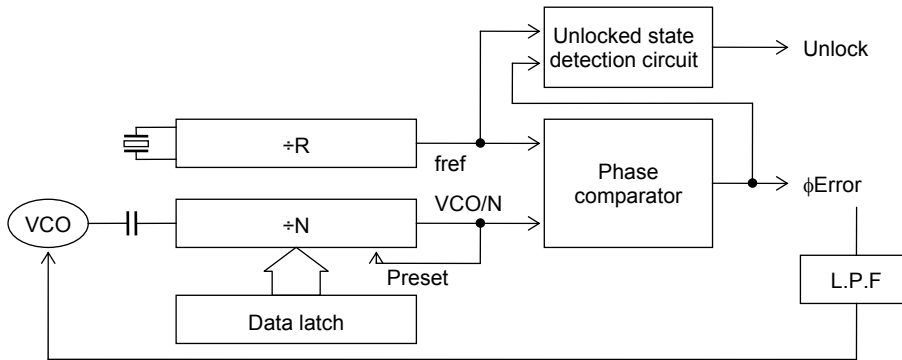 Unlocked state
detection circuit
Unlock
÷R
fref
Phase
comparator
ϕError
VCO
÷N
VCO/N
Preset
L.P.F
Data latch